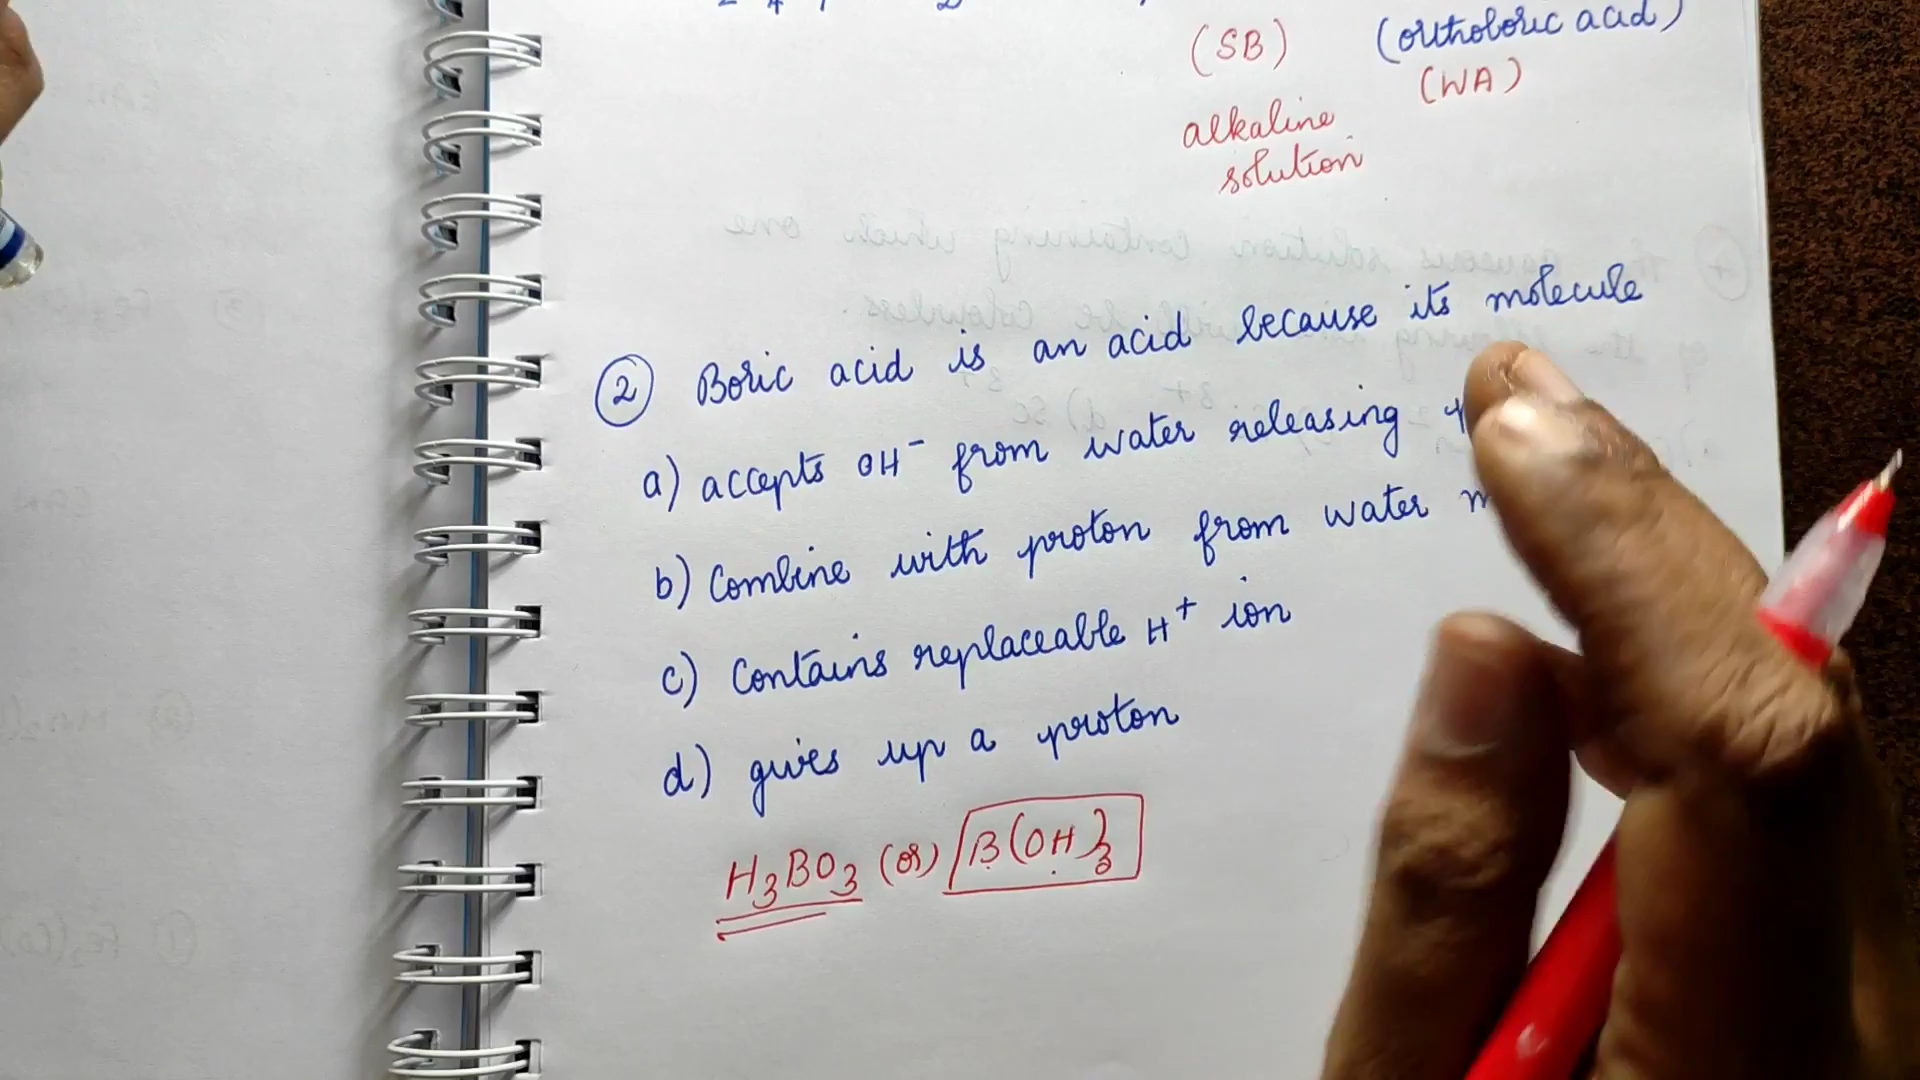 (SB) (orthoboric acid)
(WA)
alkaline
solution
② Boric acid is an acid because its molecule
a) accepts OH⁻ from water releasing
b) Combine with proton from water
c) Contains replaceable H⁺ ion
d) gives up a proton
H₃BO₃ (or) B(OH)₃